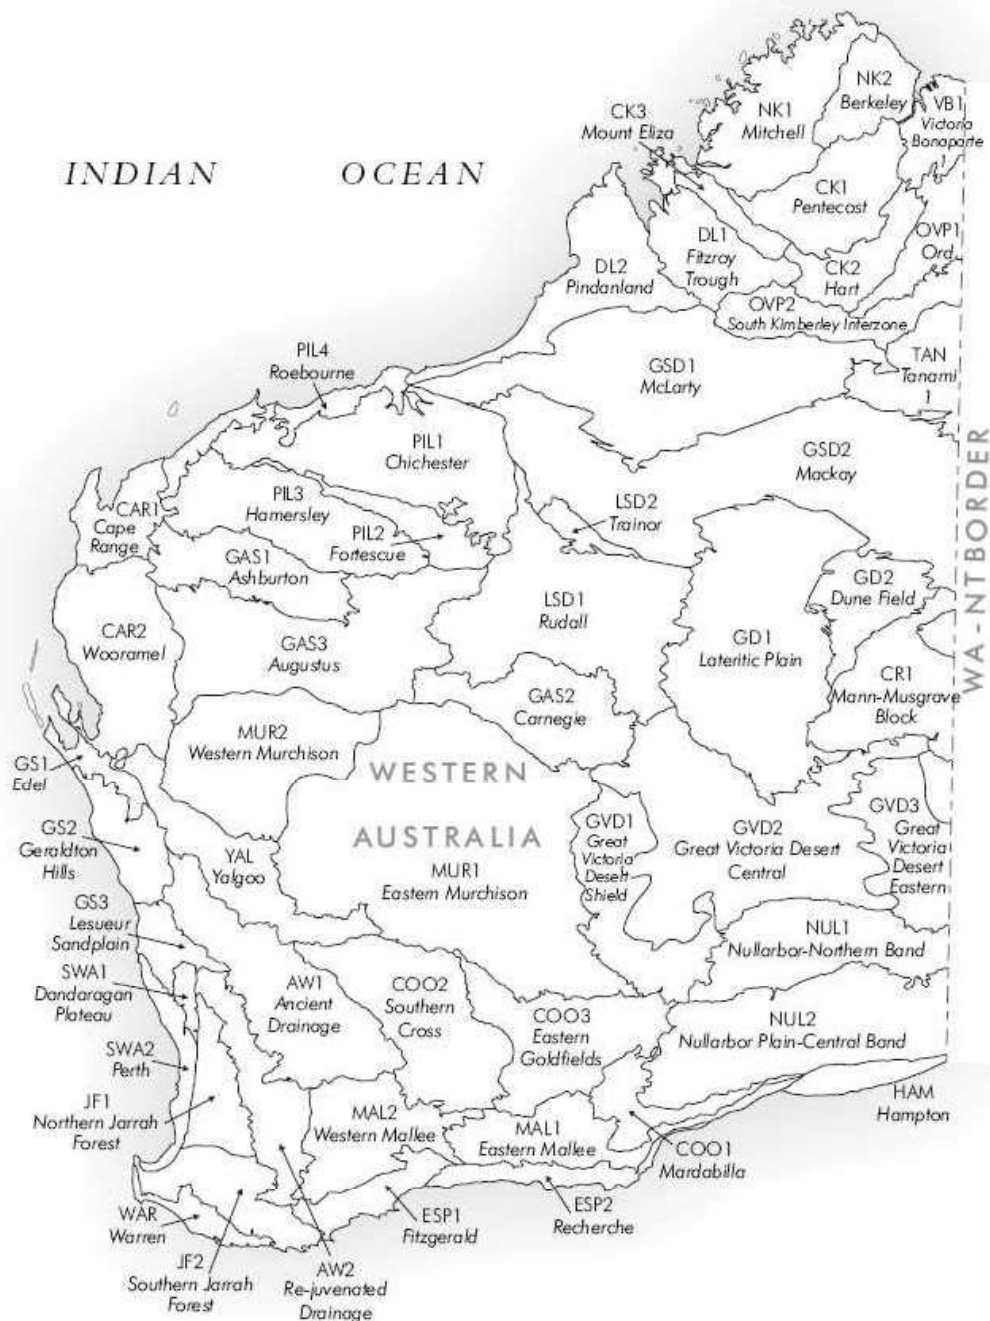 NK2
Berkeley
VB1
Victoria
Bonaparte
1
NK1
Mitchell
CK3
Mount Eliza
INDIAN OCEAN
CK1
Pentecost
DL1
Fitzroy
Trough
OVP1
Ord
CK2
Hart
DL2
Pindanland
OVP2
South Kimberley Interzone
PIL4
Roebourne
GSD1
McLarty
TAN
Tanami
1
PIL1
Chichester
GSD2
Mackay
WA-NTBORDER
PIL3
Hamersley
CAR1
Cape
Range
PIL2
Fortescue
LSD2
Trainor
GAS1
Ashburton
GD2
Dune Field
LSD1
Rudall
CAR2
Wooramel
GAS3
Augustus
GD1
Lateritic Plain
CR1
Mann-Musgrave
Block
GAS2
Carnegie
MUR2
Western Murchison
GS1
Edel
WESTERN
AUSTRALIA
GVD1
Great
Victoria
Desert
Shield
GVD2
Great Victoria Desert
Central
GVD3
Great
Victoria
Desert
Eastern
GS2
Geraldton
Hills
YAL
Yalgoo
MUR1
Eastern Murchison
GS3
Lesueur
Sandplain
NUL1
Nullarbor-Northern Band
SWA1
Dandaragan
Plateau
AW1
Ancient
Drainage
COO2
Southern
Cross
COO3
Eastern
Goldfields
NUL2
Nullarbor Plain-Central Band
SWA2
Perth
JF1
Northern Jarrah
Forest
MAL2
Western Mallee
MAL1
Eastern Mallee
HAM
Hampton
COO1
Mardabilla
WAR
Warren
ESP1
Fitzgerald
ESP2
Recherche
JF2
Southern Jarrah
Forest
AW2
Re-juvenated
Drainage